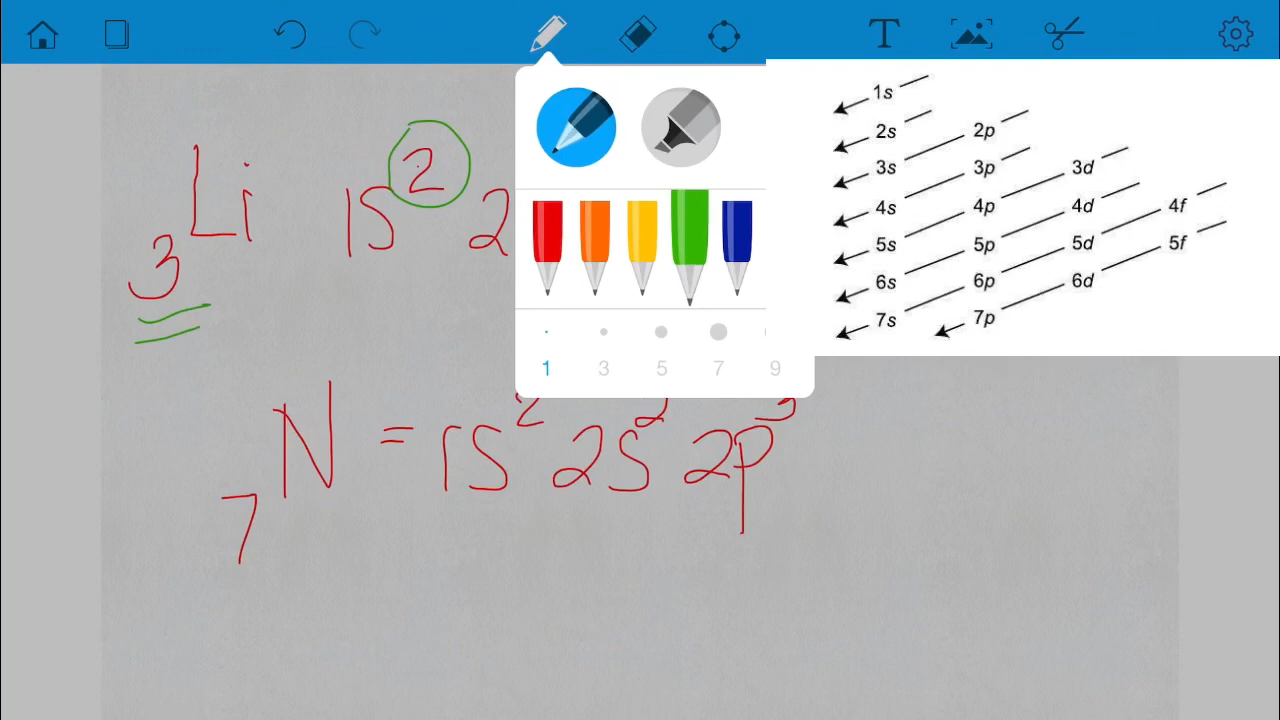 T
1s
2s 2p
3s 3p 3d
4s 4p 4d 4f
5s 5p 5d 5f
6s 6p 6d
7s 7p
1 3 5 7 9
₃Li 1S² 2
₇N = 1S² 2S² 2p³